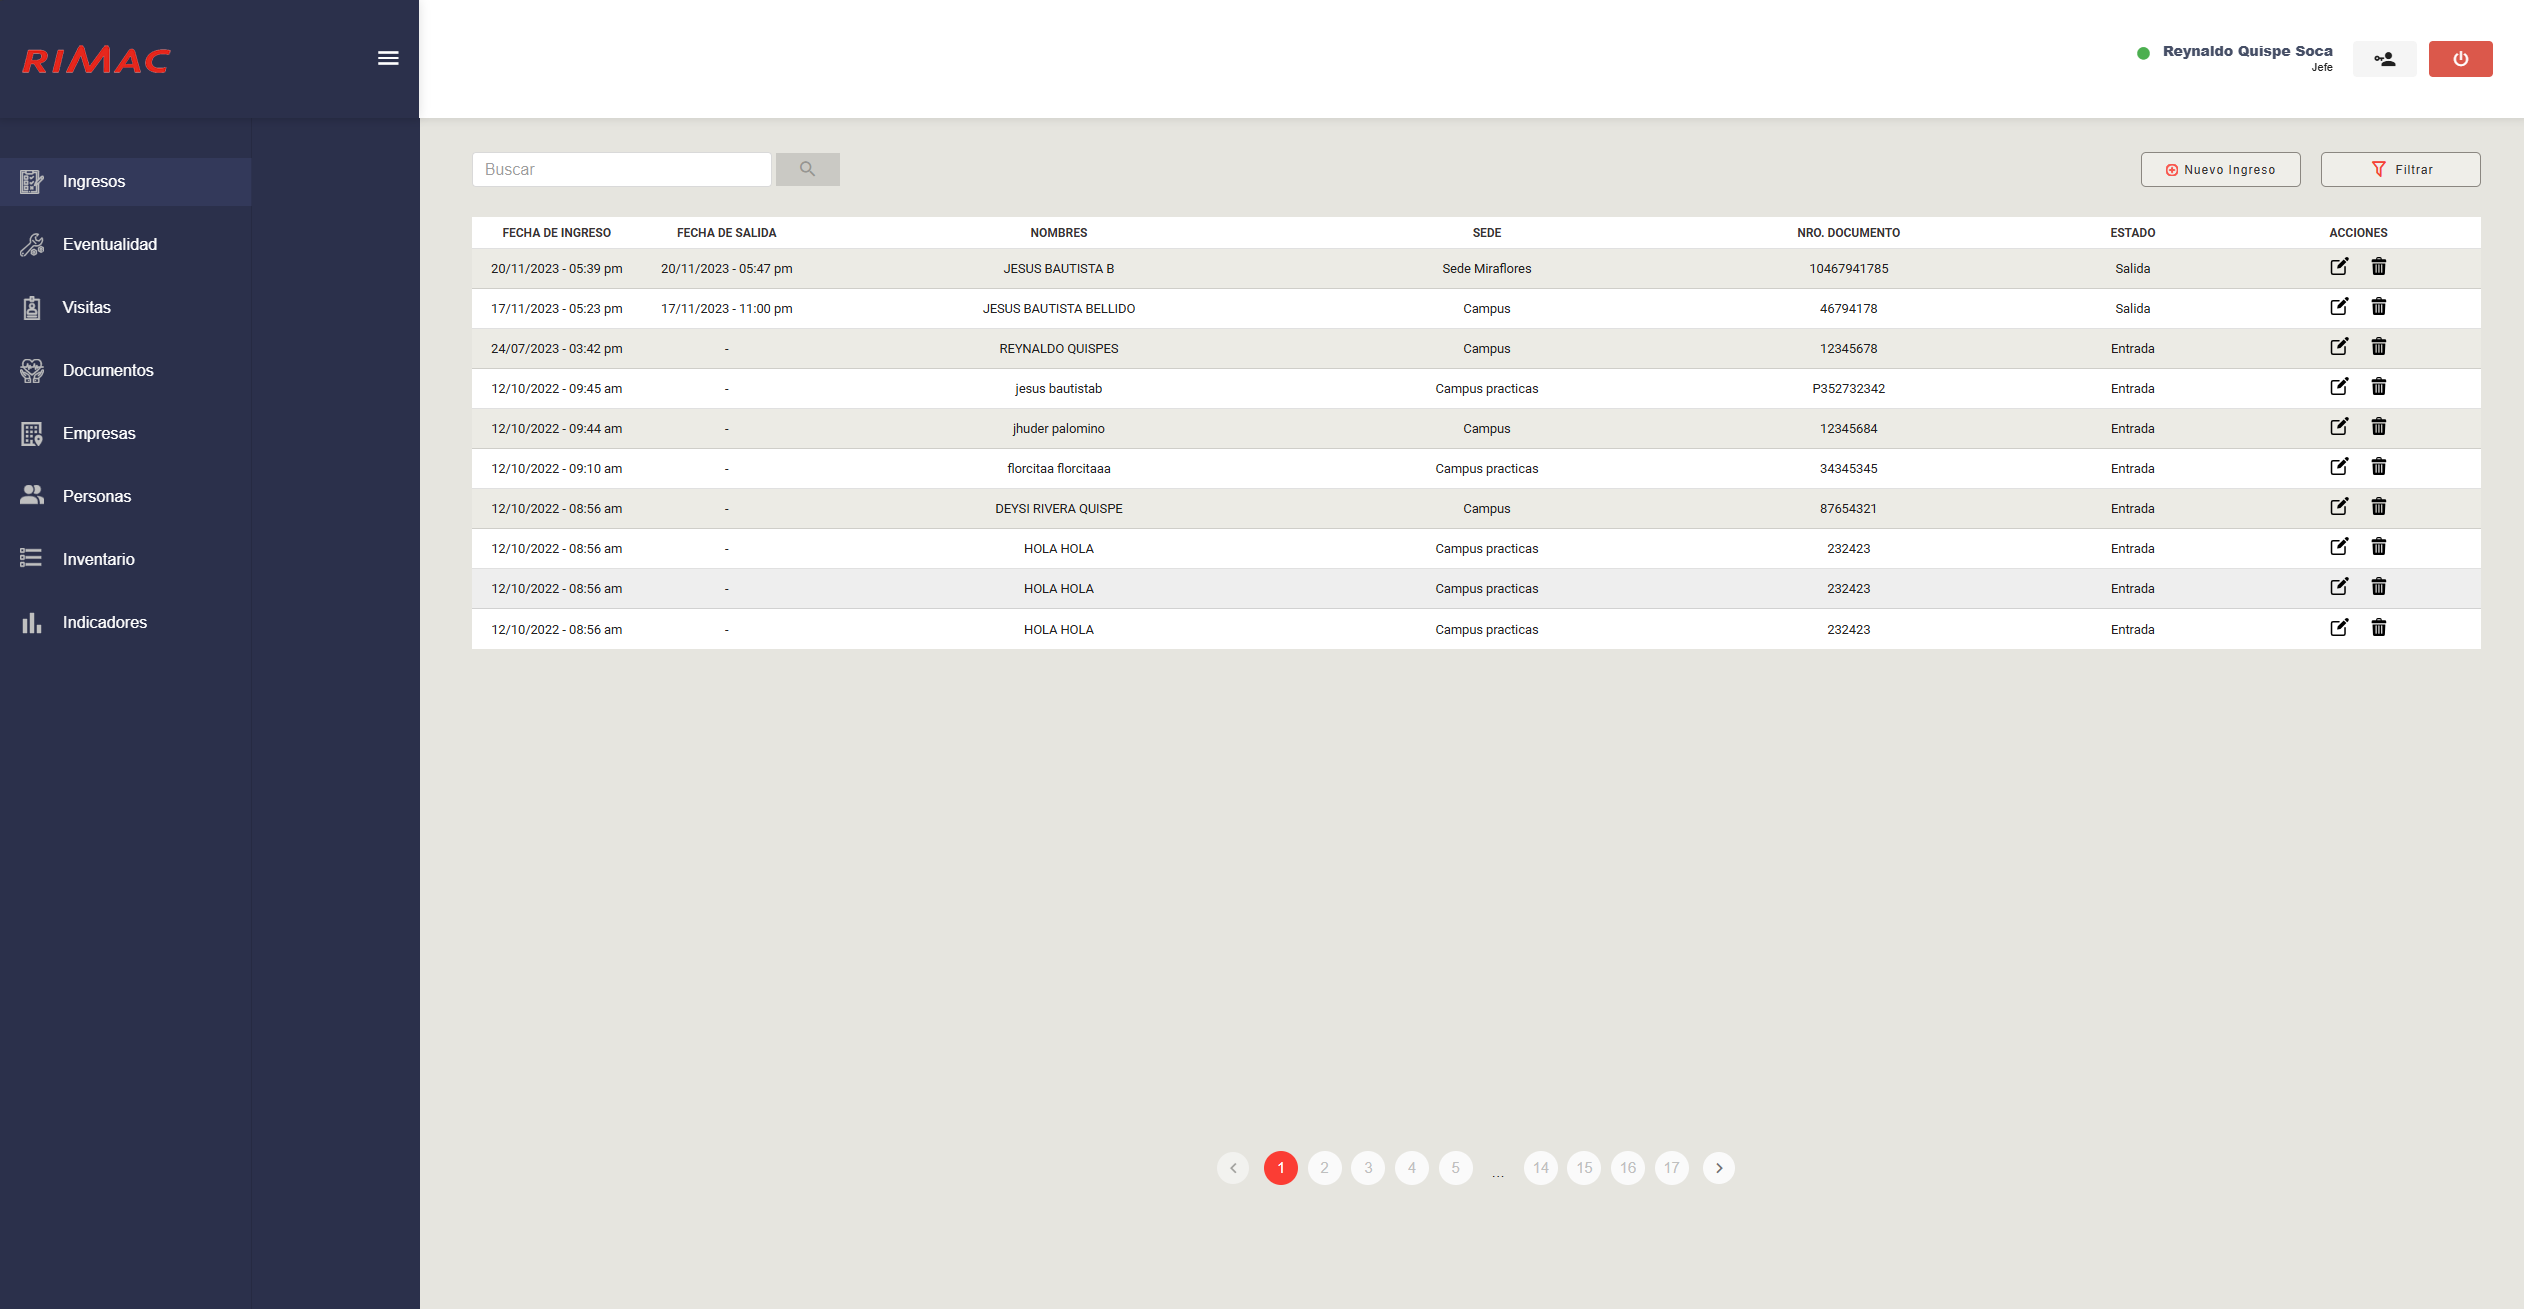 RIMAC
Reynaldo Quispe Soca
Jefe
Ingresos
Eventualidad
Visitas
Documentos
Empresas
Personas
Inventario
Indicadores
Buscar
Nuevo Ingreso Filtrar
FECHA DE INGRESO FECHA DE SALIDA NOMBRES SEDE NRO. DOCUMENTO ESTADO ACCIONES
20/11/2023 - 05:39 pm 20/11/2023 - 05:47 pm JESUS BAUTISTA B Sede Miraflores 10467941785 Salida
17/11/2023 - 05:23 pm 17/11/2023 - 11:00 pm JESUS BAUTISTA BELLIDO Campus 46794178 Salida
24/07/2023 - 03:42 pm - REYNALDO QUISPES Campus 12345678 Entrada
12/10/2022 - 09:45 am - jesus bautistab Campus practicas P352732342 Entrada
12/10/2022 - 09:44 am - jhuder palomino Campus 12345684 Entrada
12/10/2022 - 09:10 am - florcitaa florcitaaa Campus practicas 34345345 Entrada
12/10/2022 - 08:56 am - DEYSI RIVERA QUISPE Campus 87654321 Entrada
12/10/2022 - 08:56 am - HOLA HOLA Campus practicas 232423 Entrada
12/10/2022 - 08:56 am - HOLA HOLA Campus practicas 232423 Entrada
12/10/2022 - 08:56 am - HOLA HOLA Campus practicas 232423 Entrada
1 2 3 4 5 ... 14 15 16 17